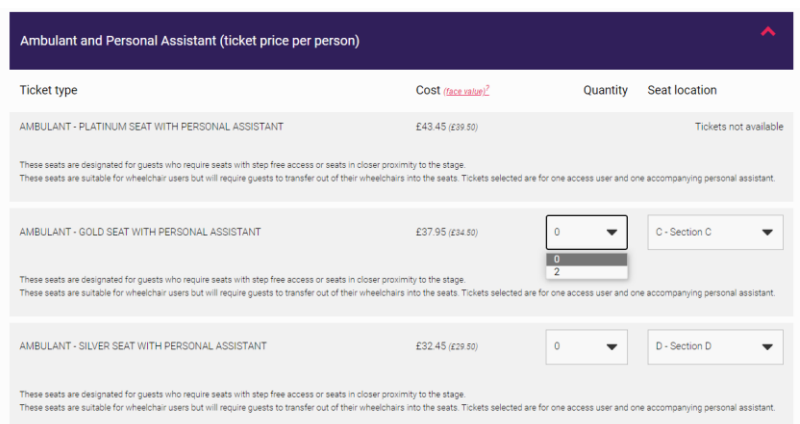 Ambulant and Personal Assistant (ticket price per person)
Ticket type Cost (face value)? Quantity Seat location
AMBULANT - PLATINUM SEAT WITH PERSONAL ASSISTANT £43.45 (£39.50) Tickets not available
These seats are designated for guests who require seats with step free access or seats in closer proximity to the stage.
These seats are suitable for wheelchair users but will require guests to transfer out of their wheelchairs into the seats. Tickets selected are for one access user and one accompanying personal assistant.
AMBULANT - GOLD SEAT WITH PERSONAL ASSISTANT £37.95 (£34.50) 0 C - Section C
0
2
These seats are designated for guests who require seats with step free access or seats in closer proximity to the stage.
These seats are suitable for wheelchair users but will require guests to transfer out of their wheelchairs into the seats. Tickets selected are for one access user and one accompanying personal assistant.
AMBULANT - SILVER SEAT WITH PERSONAL ASSISTANT £32.45 (£29.50) 0 D - Section D
These seats are designated for guests who require seats with step free access or seats in closer proximity to the stage.
These seats are suitable for wheelchair users but will require guests to transfer out of their wheelchairs into the seats. Tickets selected are for one access user and one accompanying personal assistant.